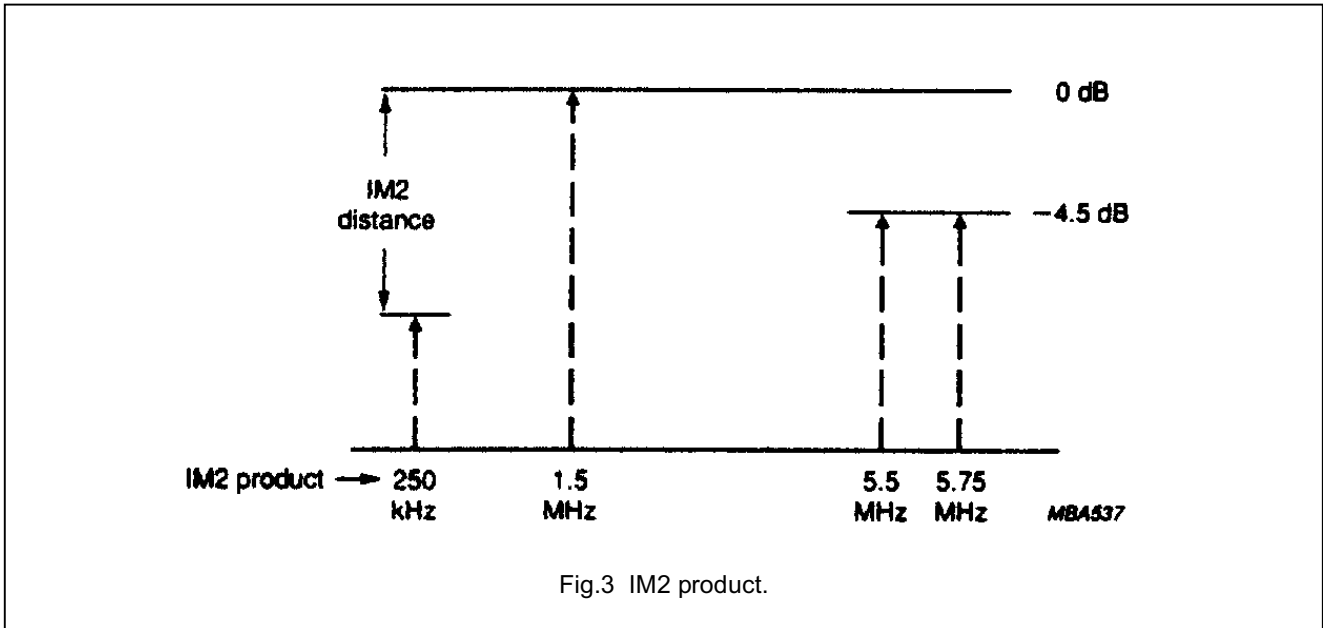 0 dB
IM2
distance
−4.5 dB
IM2 product
250
kHz
1.5
MHz
5.5
MHz
5.75
MHz
MBA537
Fig.3 IM2 product.